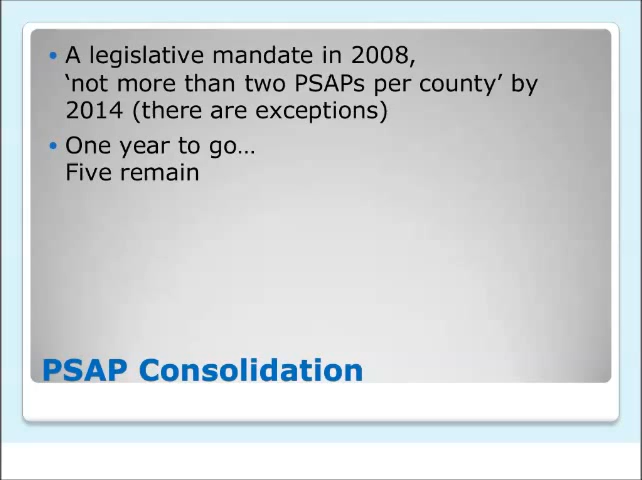 • A legislative mandate in 2008,
‘not more than two PSAPs per county’ by
2014 (there are exceptions)
• One year to go…
Five remain
PSAP Consolidation